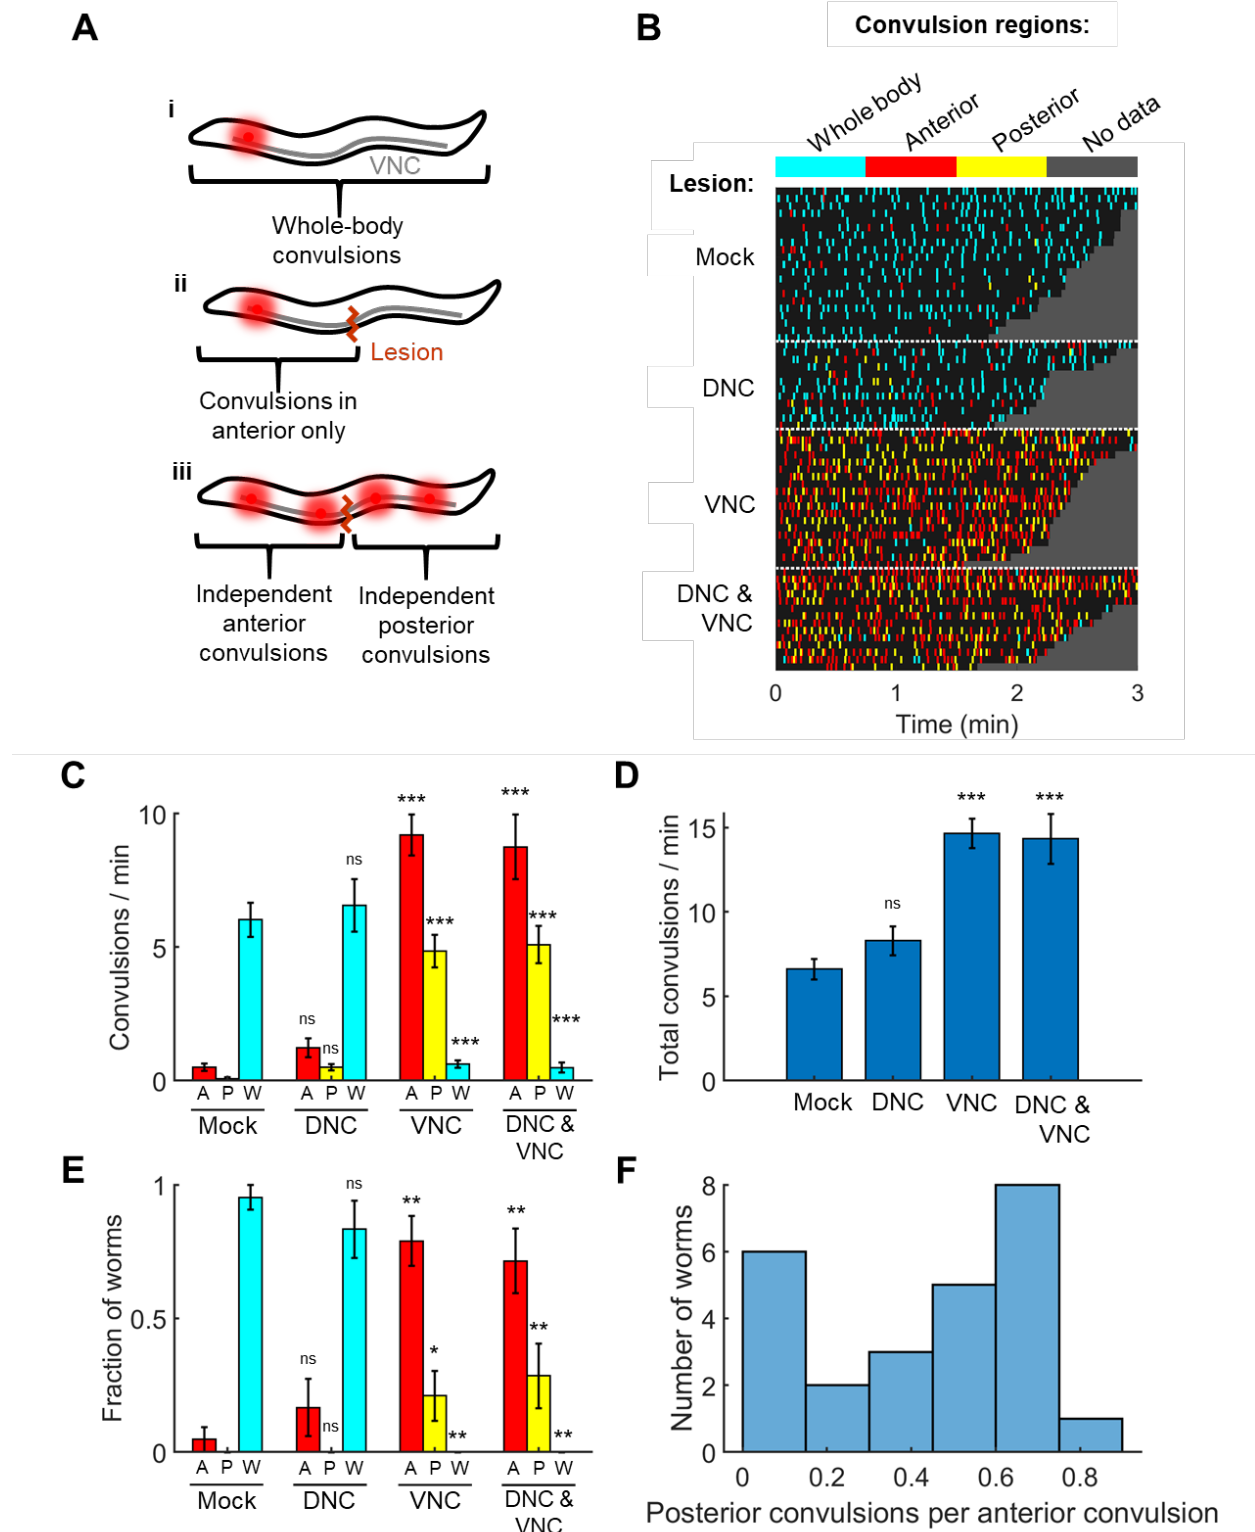 A
i
VNC
Whole-body
convulsions
ii
Lesion
Convulsions in
anterior only
iii
Independent
anterior
convulsions
Independent
posterior
convulsions
B
Convulsion regions:
Whole body
Anterior
Posterior
No data
Lesion:
Mock
DNC
VNC
DNC &
VNC
0 1 2 3
Time (min)
C
Convulsions / min
10
5
0
ns
ns
ns
***
***
***
***
***
***
A P W A P W A P W A P W
Mock DNC VNC DNC &
VNC
D
Total convulsions / min
15
10
5
0
ns
***
***
Mock DNC VNC DNC &
VNC
E
Fraction of worms
1
0.5
0
ns
ns
ns
**
*
**
**
**
**
A P W A P W A P W A P W
Mock DNC VNC DNC &
VNC
F
Number of worms
8
6
4
2
0
0 0.2 0.4 0.6 0.8
Posterior convulsions per anterior convulsion